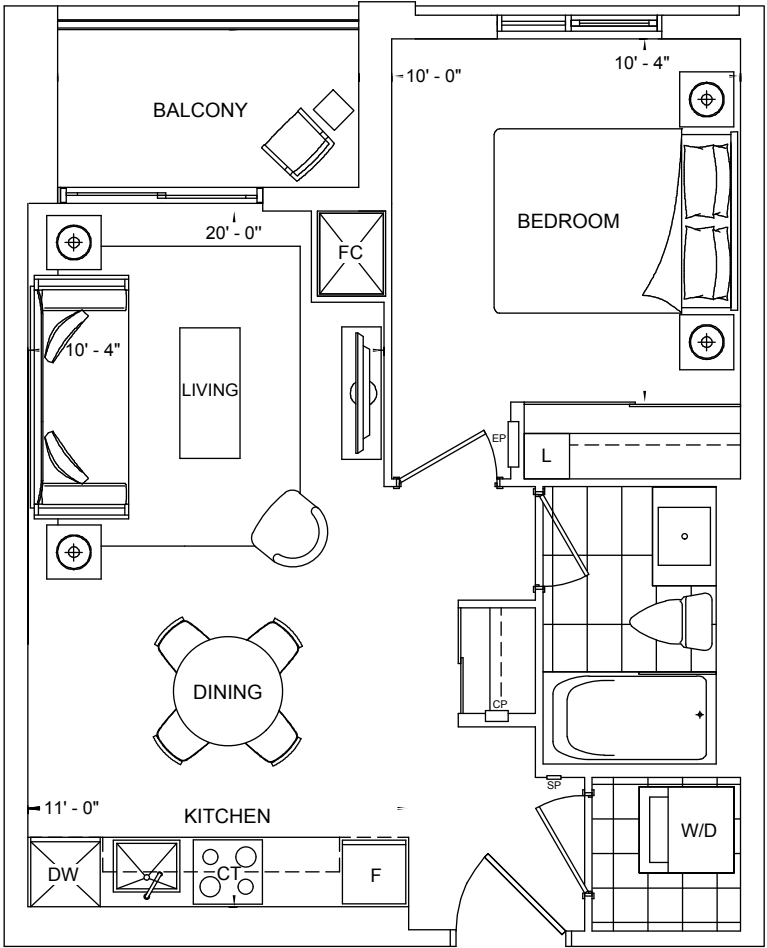 10' - 4"
10' - 0"
BALCONY
BEDROOM
20' - 0"
FC
10' - 4"
LIVING
EP
L
DINING
CP
SP
11' - 0"
KITCHEN
W/D
DW
CT
F